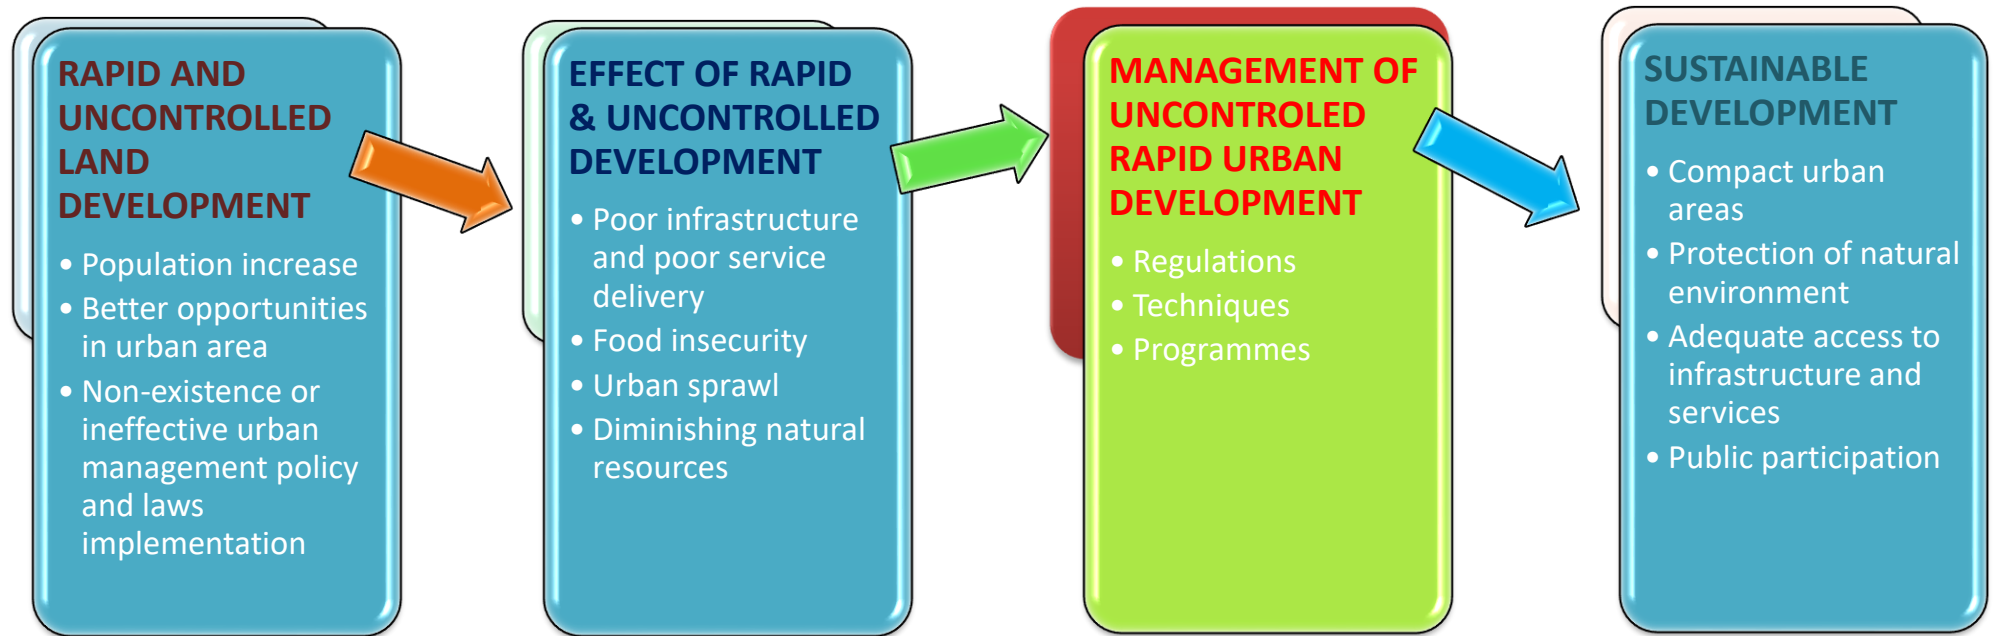 RAPID AND
UNCONTROLLED
LAND
DEVELOPMENT
• Population increase
• Better opportunities
in urban area
• Non-existence or
ineffective urban
management policy
and laws
implementation
EFFECT OF RAPID
& UNCONTROLLED
DEVELOPMENT
• Poor infrastructure
and poor service
delivery
• Food insecurity
• Urban sprawl
• Diminishing natural
resources
MANAGEMENT OF
UNCONTROLED
RAPID URBAN
DEVELOPMENT
• Regulations
• Techniques
• Programmes
SUSTAINABLE
DEVELOPMENT
• Compact urban
areas
• Protection of natural
environment
• Adequate access to
infrastructure and
services
• Public participation